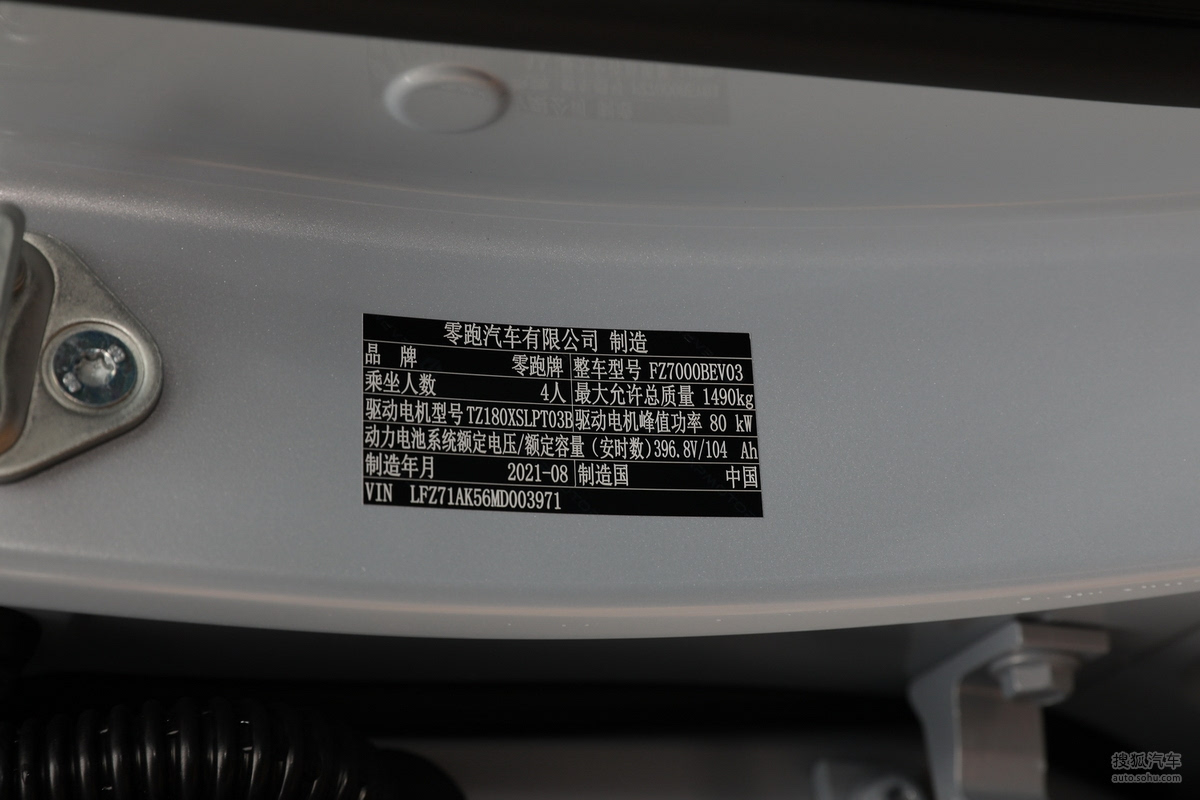 零跑汽车有限公司 制造
品 牌 零跑牌 整车型号 FZ7000BEV03
乘坐人数 4人 最大允许总质量 1490kg
驱动电机型号 TZ180XSLPT03B 驱动电机峰值功率 80 kW
动力电池系统额定电压/额定容量（安时数）396.8V/104 Ah
制造年月 2021-08 制造国 中国
VIN LFZ71AK56MD003971
搜狐汽车
auto.sohu.com